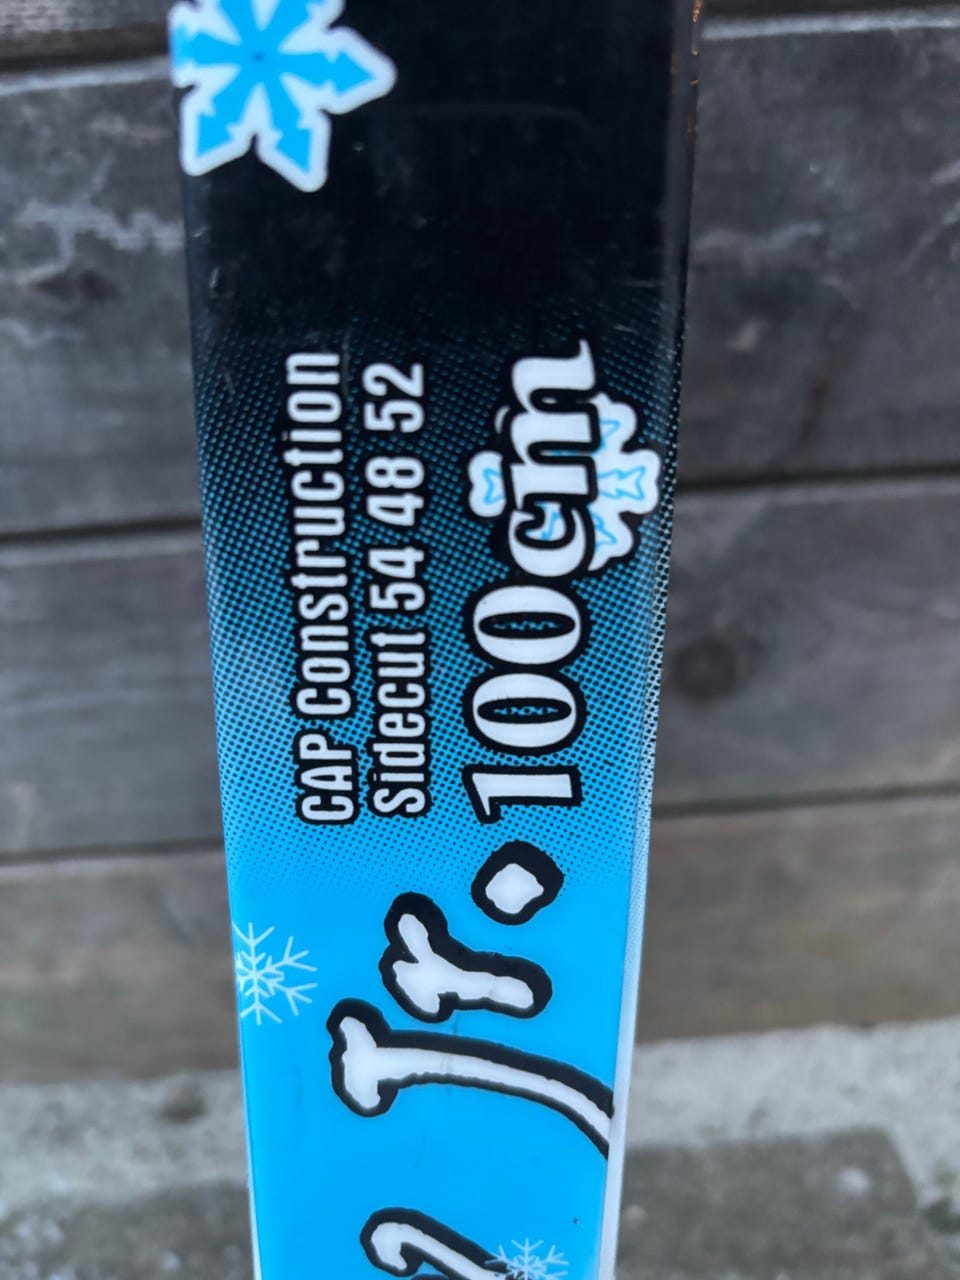 CAP Construction
Sidecut 54 48 52
Jr. 100cm